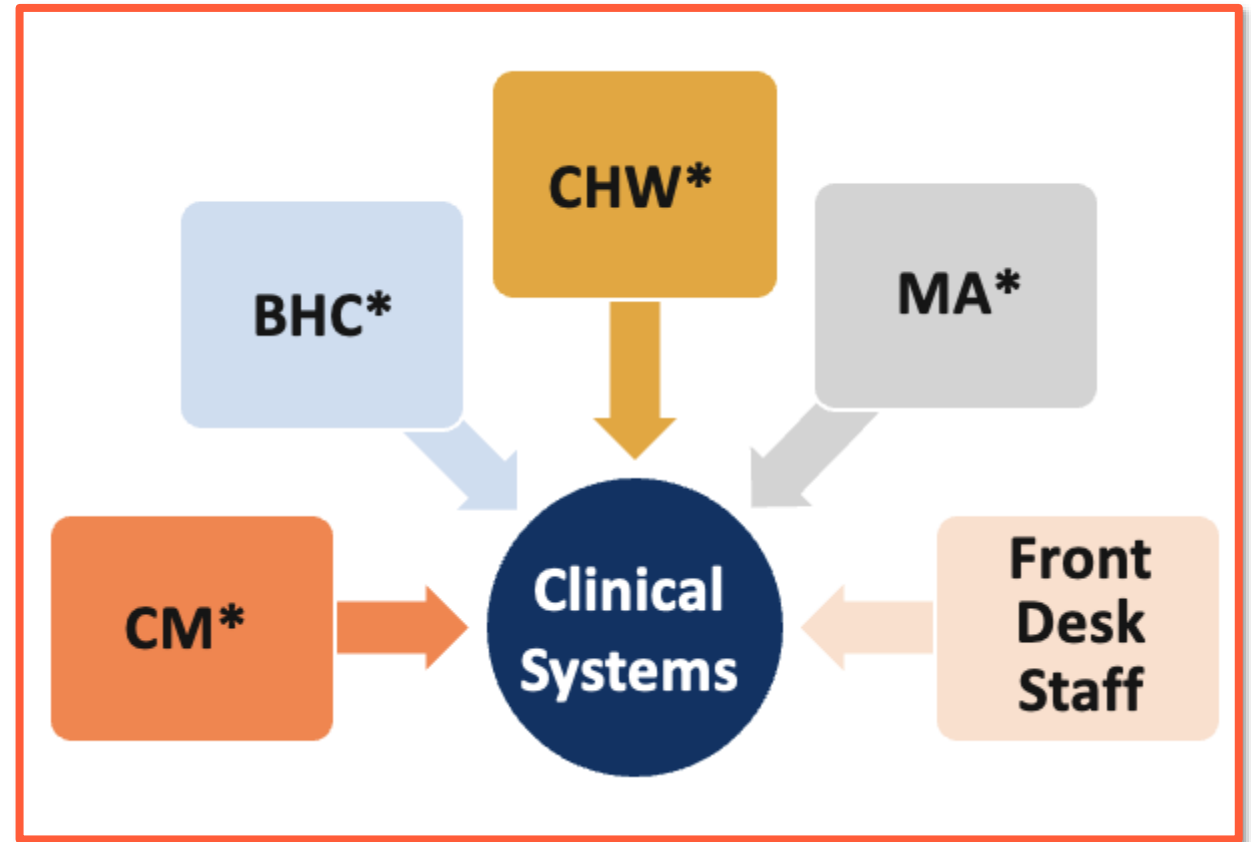 CHW*
BHC*
MA*
CM*
Clinical
Systems
Front
Desk
Staff